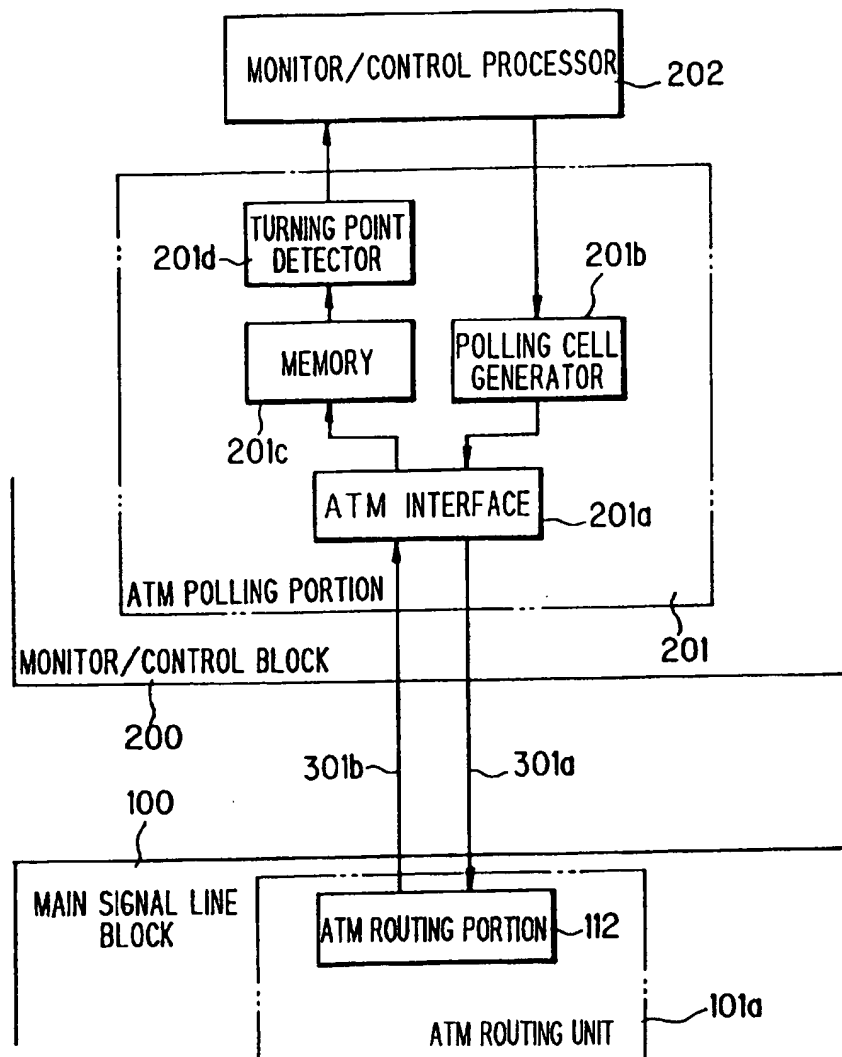 MONITOR/CONTROL PROCESSOR
202
TURNING POINT
DETECTOR
201d
201b
MEMORY
POLLING CELL
GENERATOR
201c
ATM INTERFACE
201a
ATM POLLING PORTION
201
MONITOR/CONTROL BLOCK
200
301b
301a
100
MAIN SIGNAL LINE
BLOCK
ATM ROUTING PORTION
112
101a
ATM ROUTING UNIT